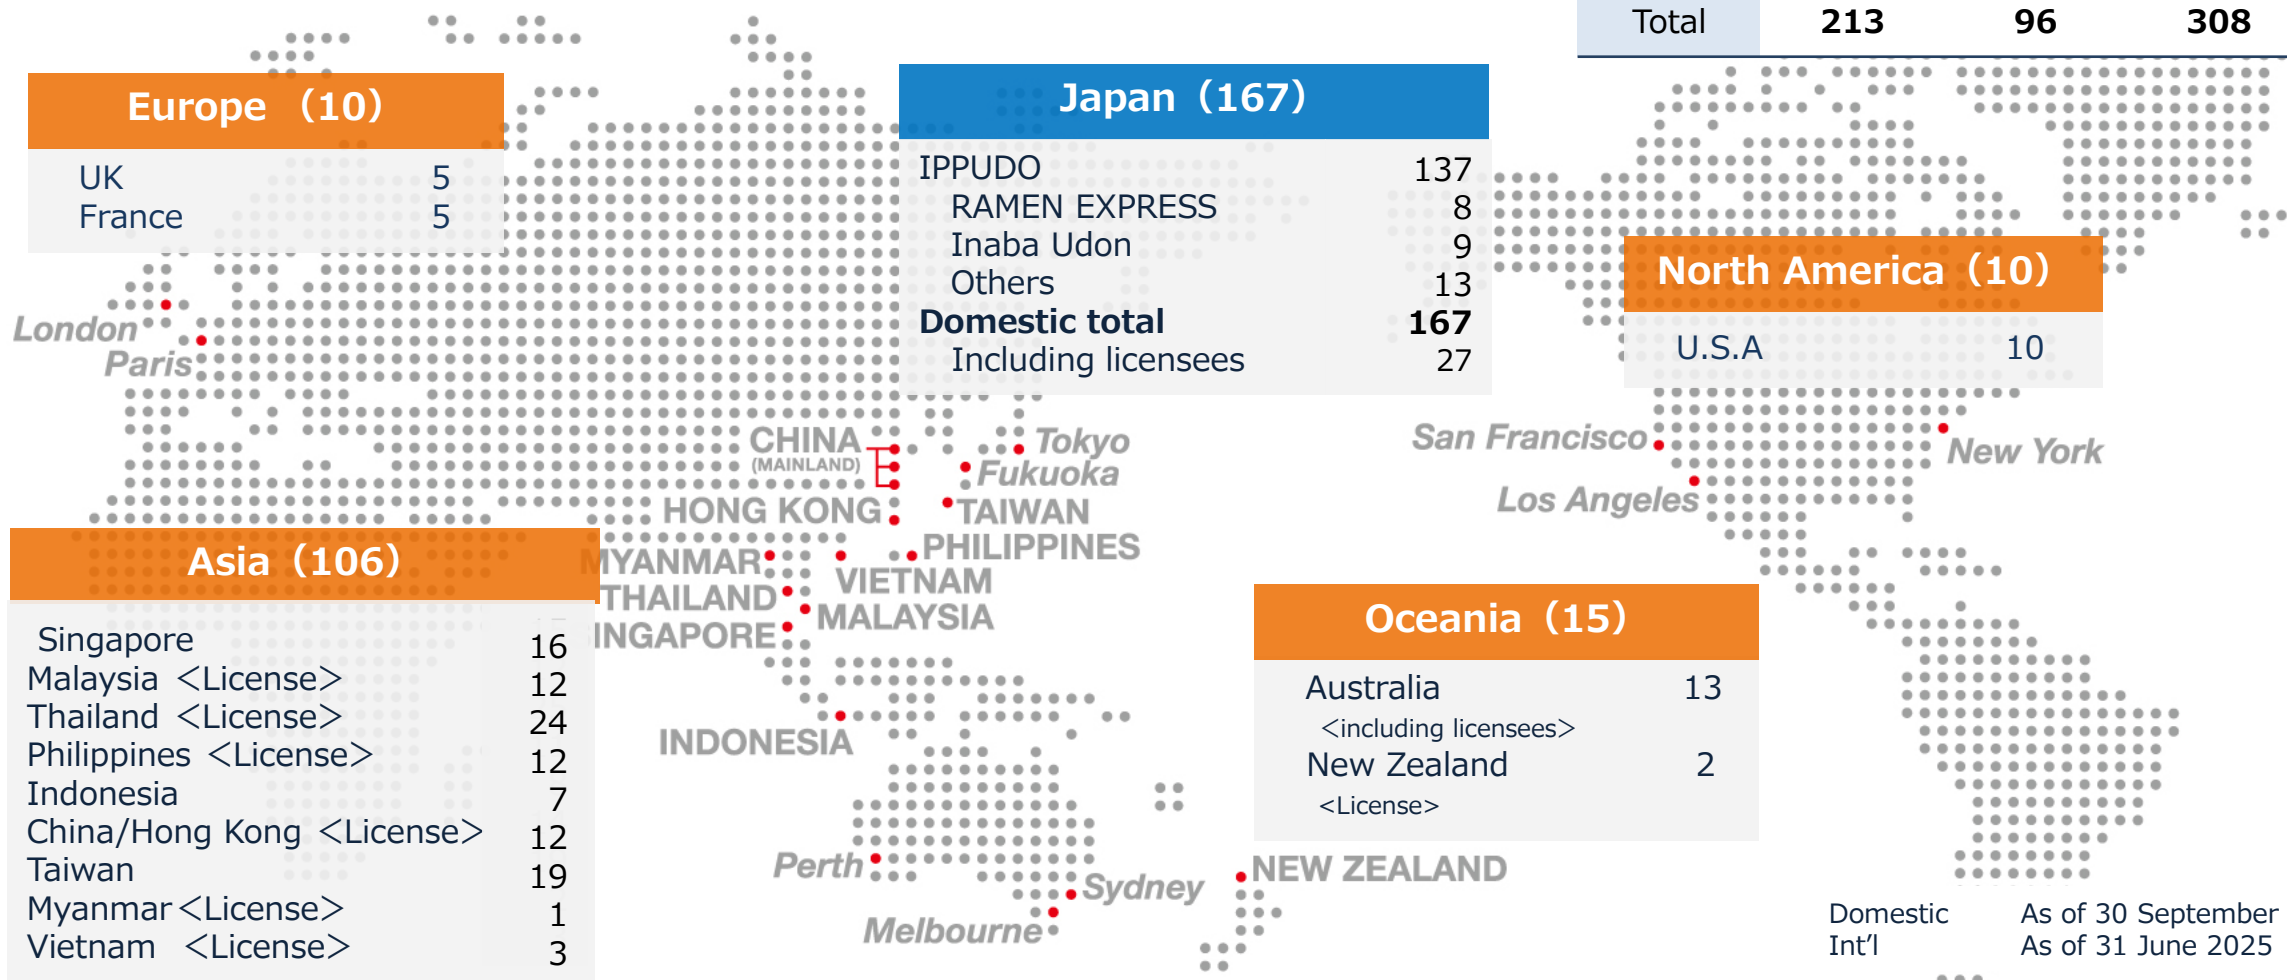 Total 213 96 308
Europe （10）
UK 5
France 5
Japan（167）
IPPUDO 137
RAMEN EXPRESS 8
Inaba Udon 9
Others 13
Domestic total 167
Including licensees 27
North America（10）
U.S.A 10
London
Paris
CHINA
(MAINLAND)
Tokyo
Fukuoka
HONG KONG
TAIWAN
San Francisco
New York
Los Angeles
MYANMAR
PHILIPPINES
VIETNAM
THAILAND
MALAYSIA
INGAPORE
INDONESIA
Asia（106）
Singapore 16
Malaysia ＜License＞ 12
Thailand ＜License＞ 24
Philippines ＜License＞ 12
Indonesia 7
China/Hong Kong ＜License＞ 12
Taiwan 19
Myanmar＜License＞ 1
Vietnam ＜License＞ 3
Oceania（15）
Australia 13
＜including licensees＞
New Zealand 2
<License>
Perth
Sydney
Melbourne
NEW ZEALAND
Domestic As of 30 September
Int’l As of 31 June 2025